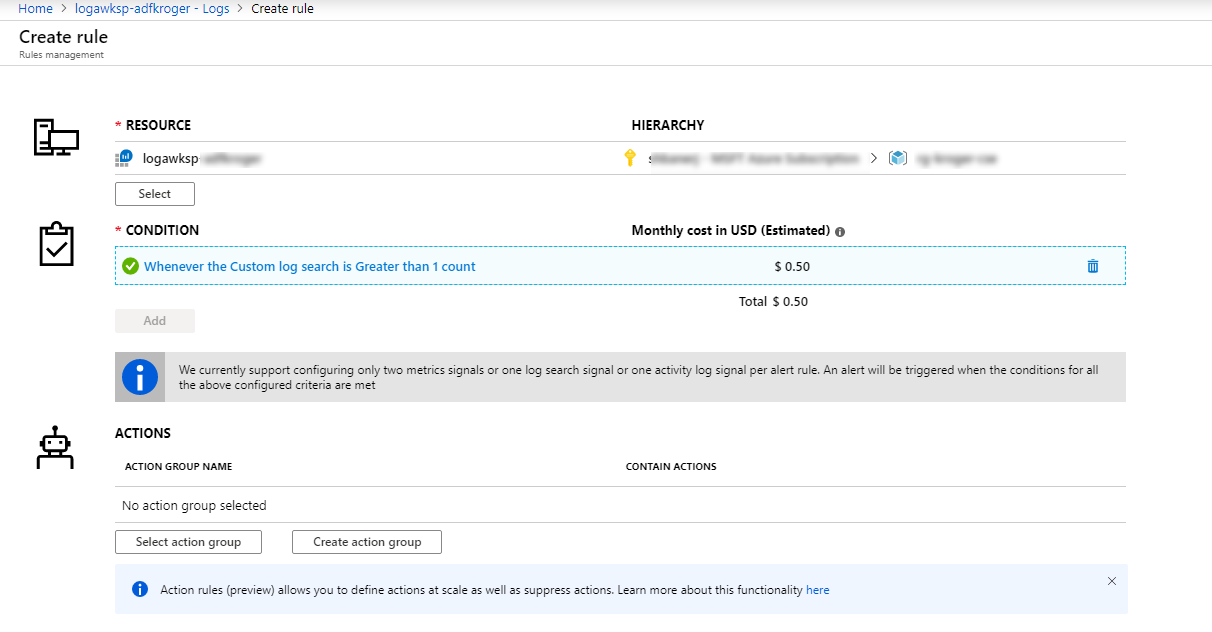 Home > logawksp-adfkroger - Logs > Create rule
Create rule
Rules management
* RESOURCE HIERARCHY
logawksp- >
Select
* CONDITION Monthly cost in USD (Estimated)
Whenever the Custom log search is Greater than 1 count $ 0.50
Total $ 0.50
Add
We currently support configuring only two metrics signals or one log search signal or one activity log signal per alert rule. An alert will be triggered when the conditions for all
the above configured criteria are met
ACTIONS
ACTION GROUP NAME CONTAIN ACTIONS
No action group selected
Select action group Create action group
Action rules (preview) allows you to define actions at scale as well as suppress actions. Learn more about this functionality here